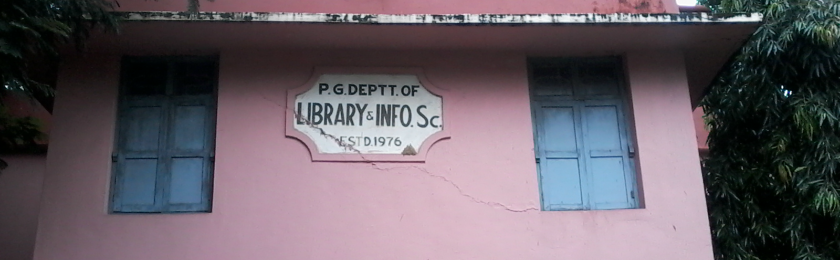 P.G.DEPTT.OF
LIBRARY & INFO.Sc.
ESTD.1976